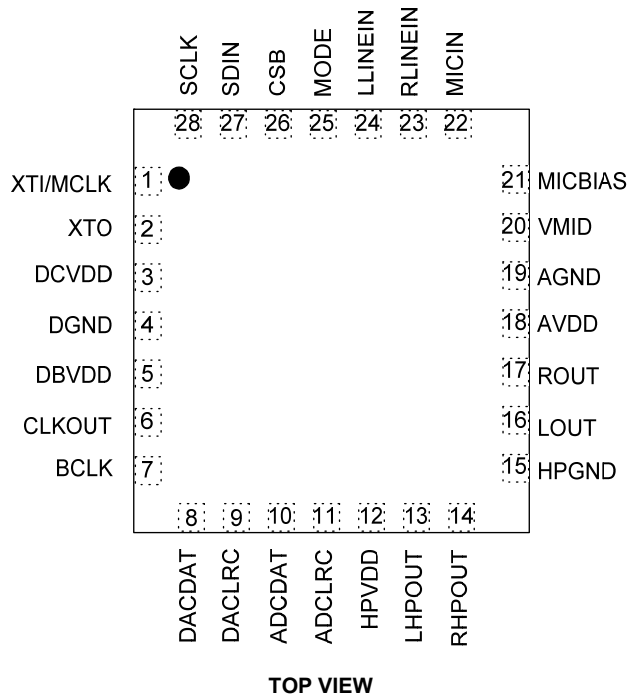 SCLK
SDIN
CSB
MODE
LLINEIN
RLINEIN
MICIN
28 27 26 25 24 23 22
XTI/MCLK 1 21 MICBIAS
XTO 2 20 VMID
DCVDD 3 19 AGND
DGND 4 18 AVDD
DBVDD 5 17 ROUT
CLKOUT 6 16 LOUT
BCLK 7 15 HPGND
8 9 10 11 12 13 14
DACDAT
DACLRC
ADCDAT
ADCLRC
HPVDD
LHPOUT
RHPOUT
TOP VIEW